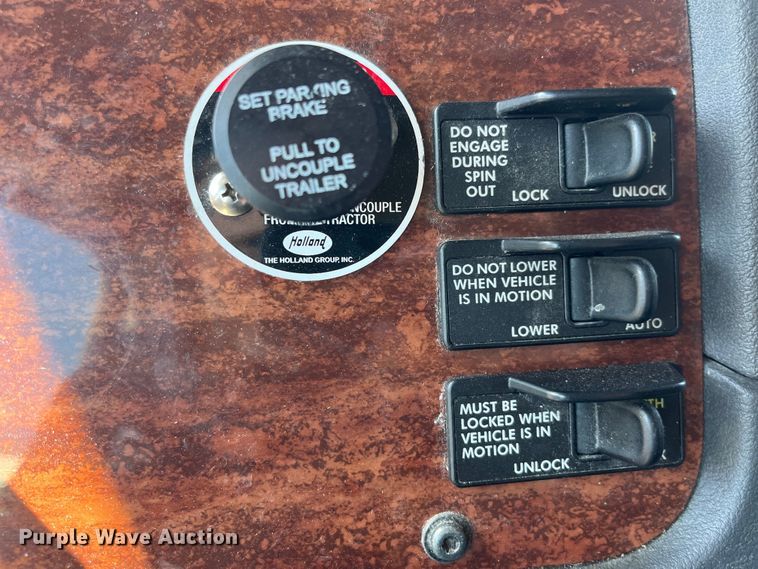 SET PARKING
BRAKE
PULL TO
UNCOUPLE
TRAILER
UNCOUPLE
TRACTOR
Holland
THE HOLLAND GROUP, INC.
DO NOT
ENGAGE
DURING
SPIN
OUT
LOCK
UNLOCK
DO NOT LOWER
WHEN VEHICLE
IS IN MOTION
LOWER
AUTO
MUST BE
LOCKED WHEN
VEHICLE IS IN
MOTION
UNLOCK
Purple Wave Auction